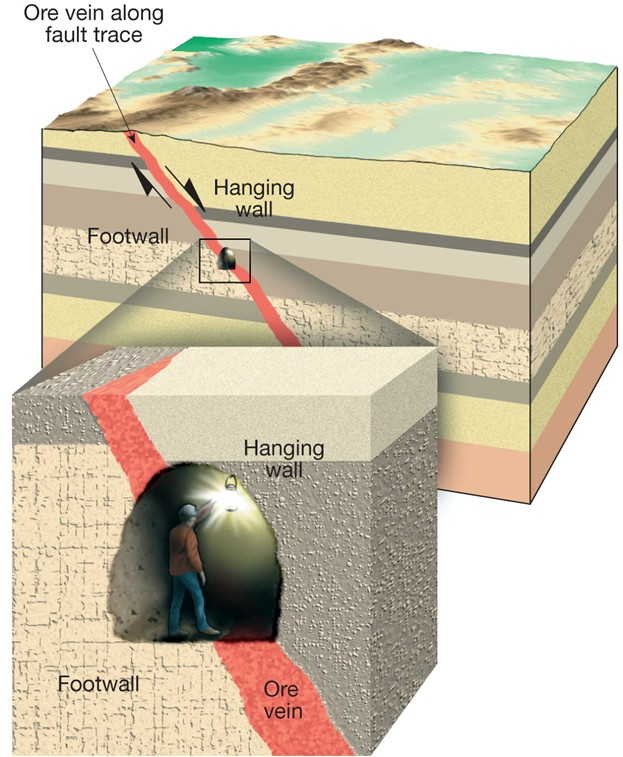 Ore vein along
fault trace
Hanging
wall
Footwall
Hanging
wall
Footwall
Ore
vein